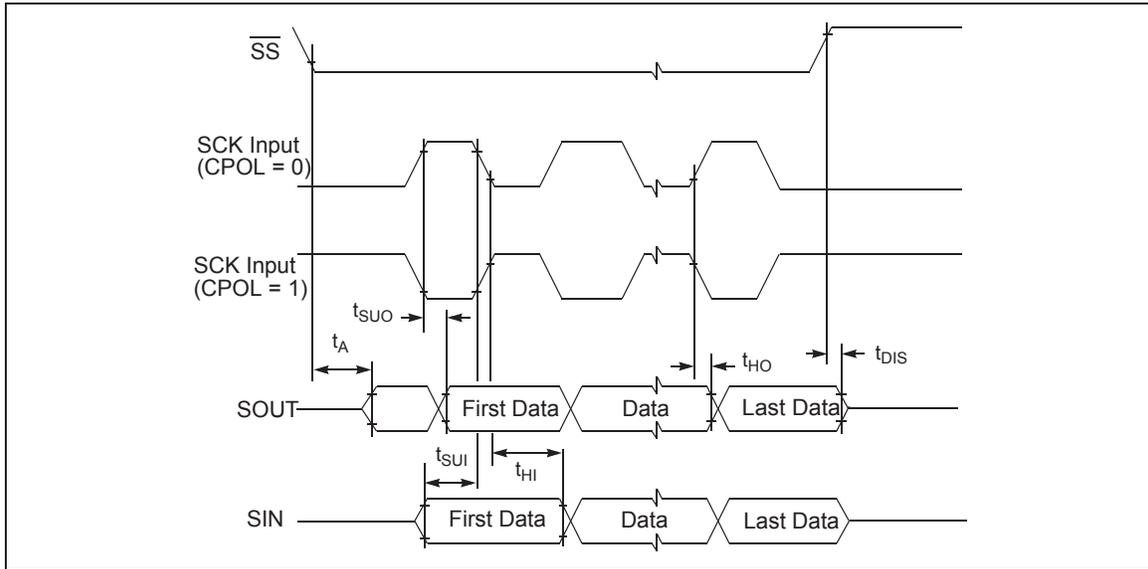 SS
SCK Input
(CPOL = 0)
SCK Input
(CPOL = 1)
tSUO
tA
tHO
tDIS
SOUT
First Data
Data
Last Data
tSUI
tHI
SIN
First Data
Data
Last Data